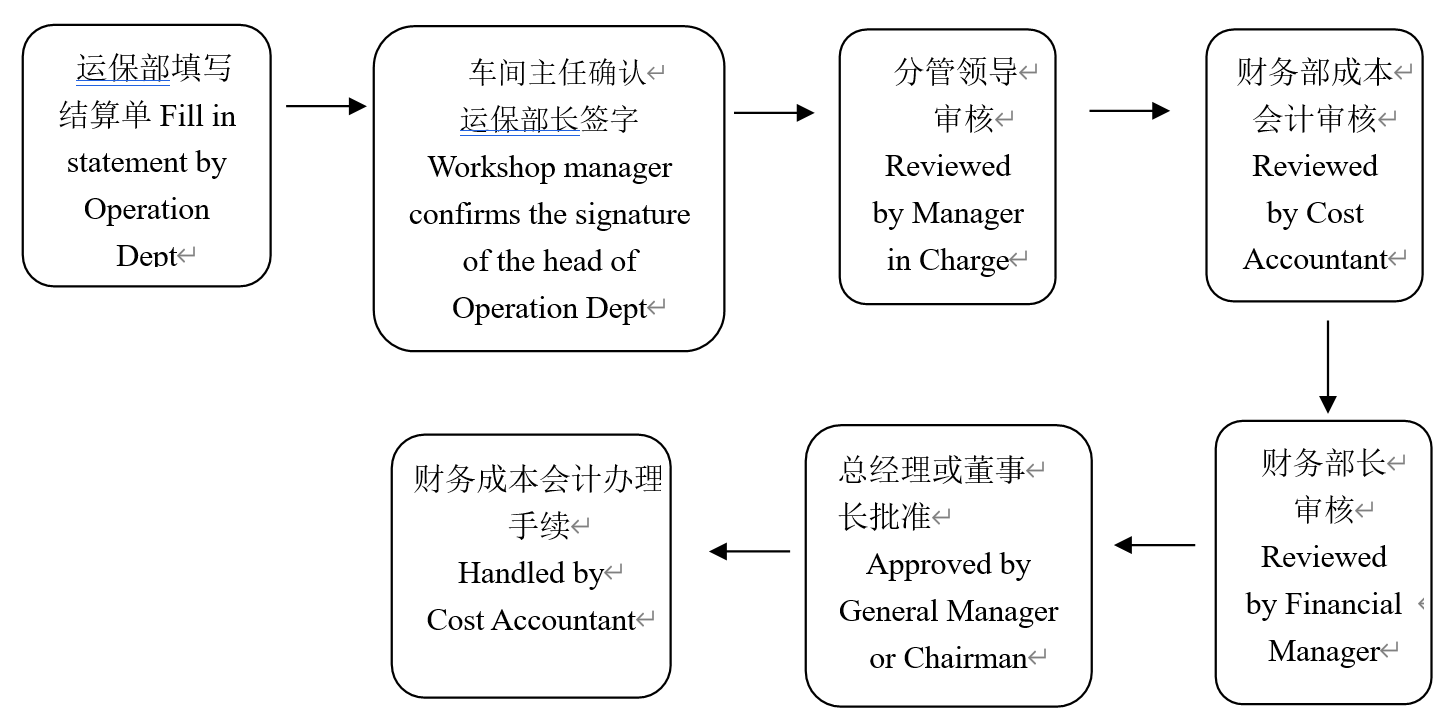 运保部填写
结算单 Fill in
statement by
Operation
Dept
车间主任确认
运保部长签字
Workshop manager
confirms the signature
of the head of
Operation Dept
分管领导
审核
Reviewed
by Manager
in Charge
财务部成本
会计审核
Reviewed
by Cost
Accountant
财务部长
审核
Reviewed
by Financial
Manager
总经理或董事
长批准
Approved by
General Manager
or Chairman
财务成本会计办理
手续
Handled by
Cost Accountant